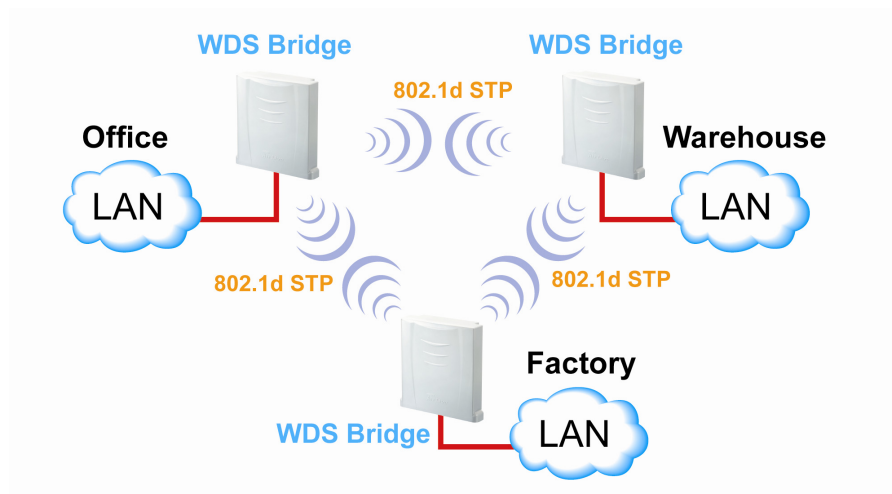 WDS Bridge
WDS Bridge
802.1d STP
Office
Warehouse
LAN
LAN
802.1d STP
802.1d STP
Factory
WDS Bridge
LAN